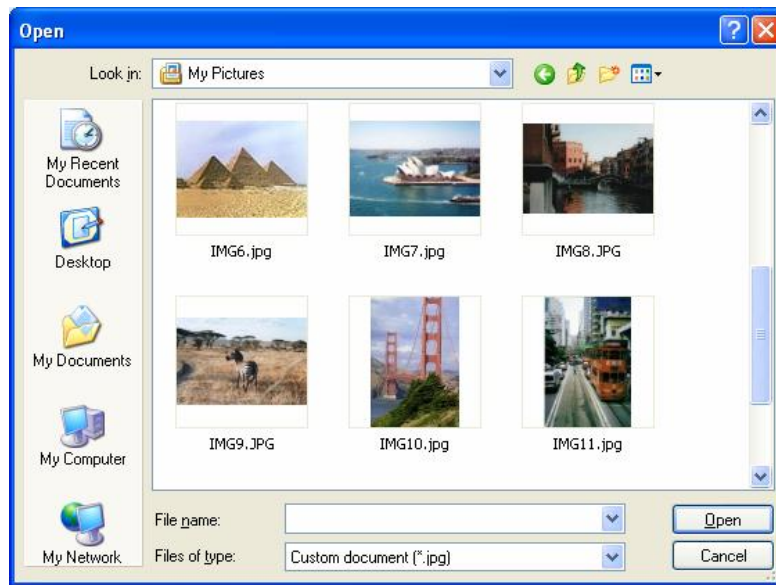 Open
Look in:
My Pictures
My Recent
Documents
Desktop
My Documents
My Computer
My Network
IMG6.jpg
IMG7.jpg
IMG8.JPG
IMG9.JPG
IMG10.jpg
IMG11.jpg
File name:
Open
Files of type:
Custom document (*.jpg)
Cancel